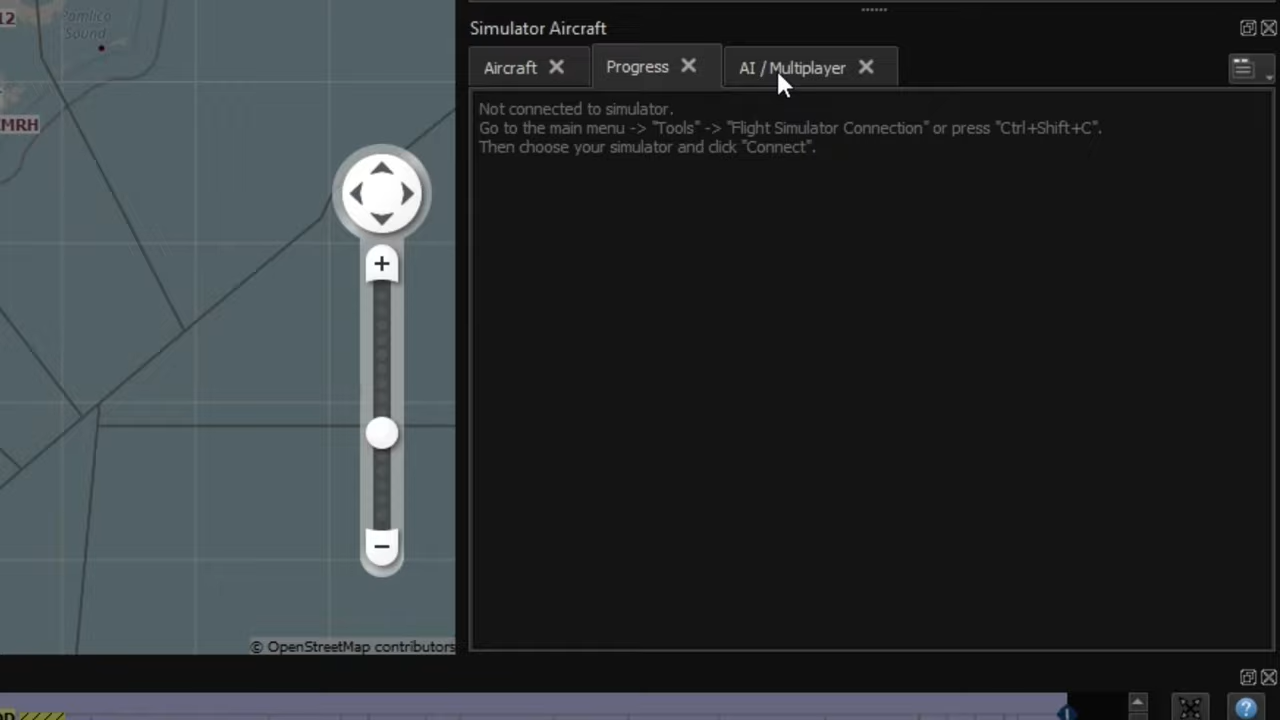 12
Pamlico
Sound
MRH
Simulator Aircraft
Aircraft
Progress
AI / Multiplayer
Not connected to simulator.
Go to the main menu -> "Tools" -> "Flight Simulator Connection" or press "Ctrl+Shift+C".
Then choose your simulator and click "Connect".
+
−
© OpenStreetMap contributors
?